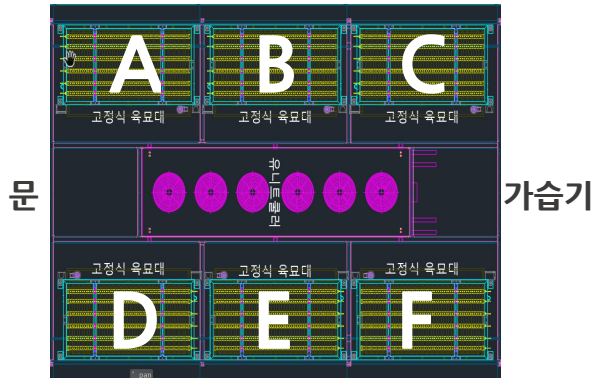 A B C
고정식 육묘대 고정식 육묘대 고정식 육묘대
문 유니트쿨러 가습기
고정식 육묘대 고정식 육묘대 고정식 육묘대
D E F
pan